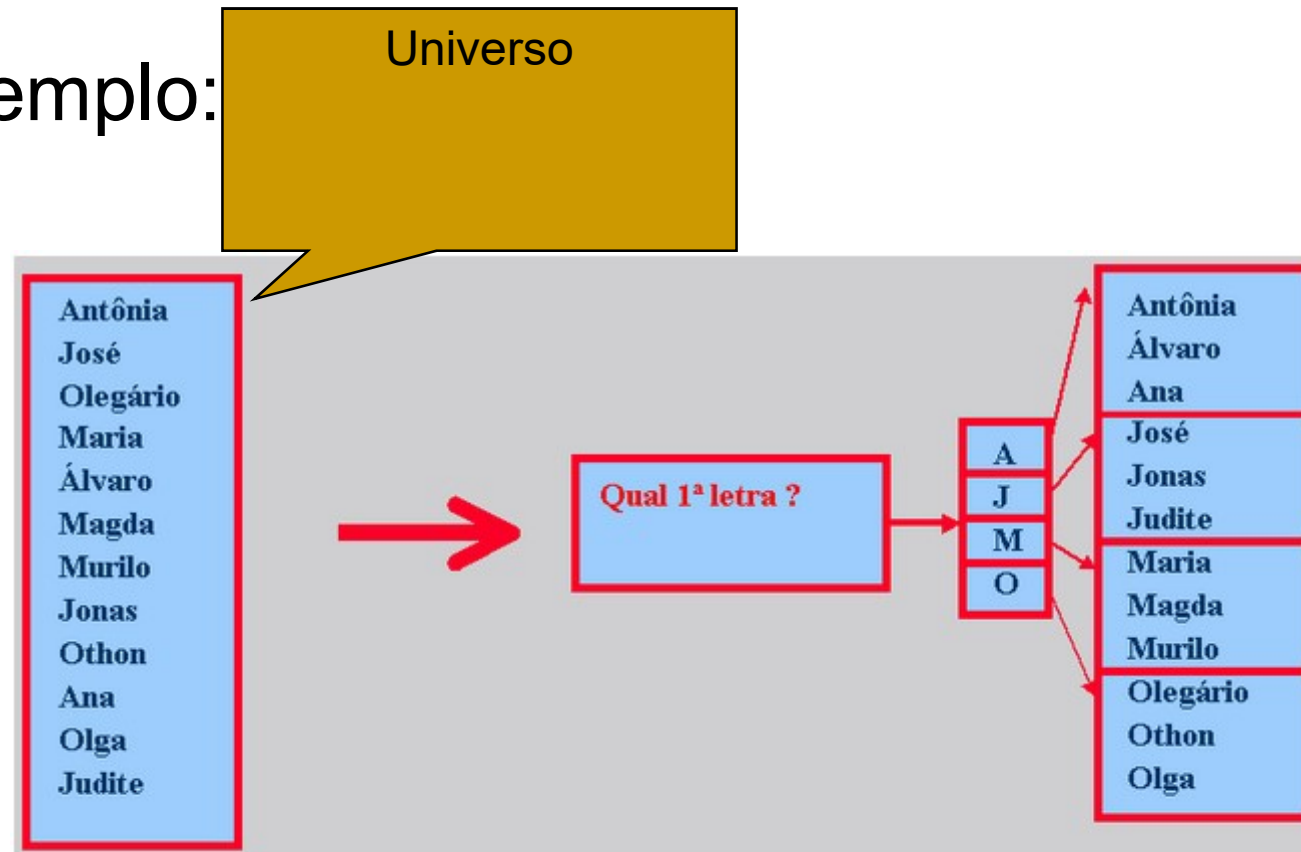 Universo
emplo:
Antônia
José
Olegário
Maria
Álvaro
Magda
Murilo
Jonas
Othon
Ana
Olga
Judite
Qual 1ª letra ?
A
J
M
O
Antônia
Álvaro
Ana
José
Jonas
Judite
Maria
Magda
Murilo
Olegário
Othon
Olga